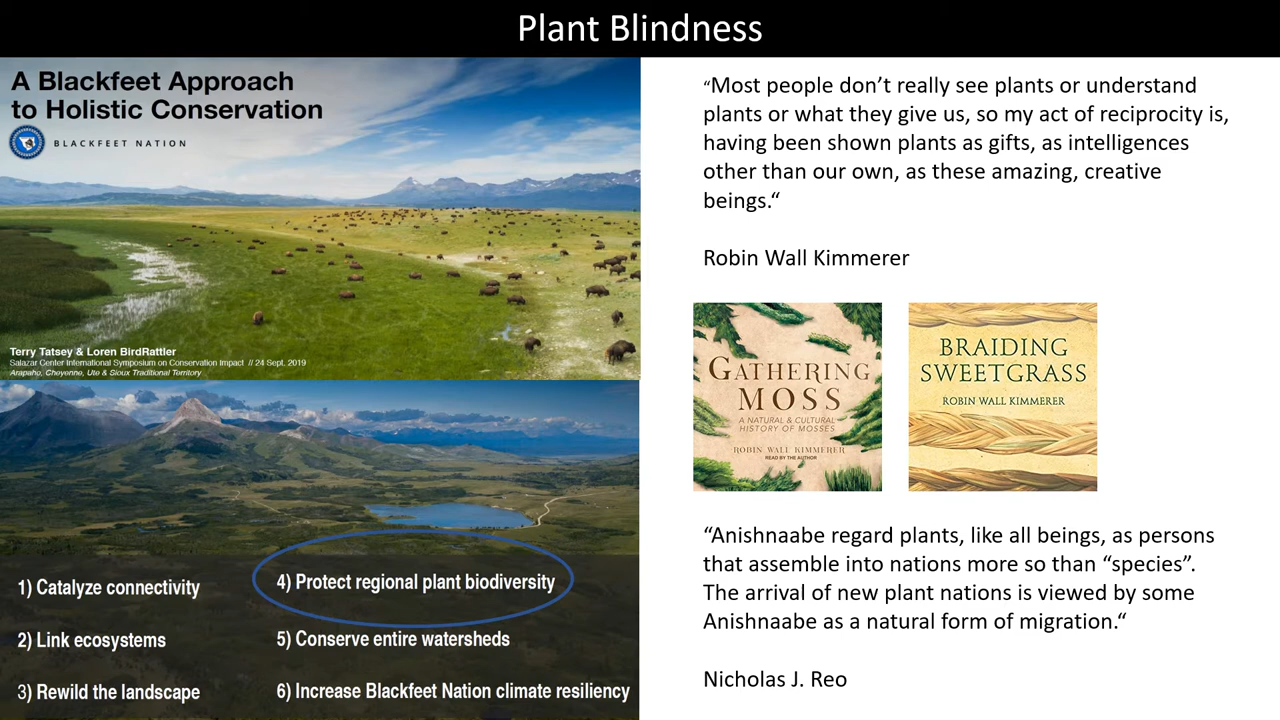 Plant Blindness
A Blackfeet Approach
to Holistic Conservation
BLACKFEET NATION
Terry Tatsey & Loren BirdRattler
Salazar Center International Symposium on Conservation Impact // 24 Sept. 2019
Arapaho, Cheyenne, Ute & Sioux Traditional Territory
1) Catalyze connectivity
2) Link ecosystems
3) Rewild the landscape
4) Protect regional plant biodiversity
5) Conserve entire watersheds
6) Increase Blackfeet Nation climate resiliency
“Most people don’t really see plants or understand
plants or what they give us, so my act of reciprocity is,
having been shown plants as gifts, as intelligences
other than our own, as these amazing, creative
beings.“
Robin Wall Kimmerer
GATHERING
MOSS
A NATURAL & CULTURAL
HISTORY OF MOSSES
ROBIN WALL KIMMERER
READ BY THE AUTHOR
BRAIDING
SWEETGRASS
ROBIN WALL KIMMERER
“Anishnaabe regard plants, like all beings, as persons
that assemble into nations more so than “species”.
The arrival of new plant nations is viewed by some
Anishnaabe as a natural form of migration.“
Nicholas J. Reo